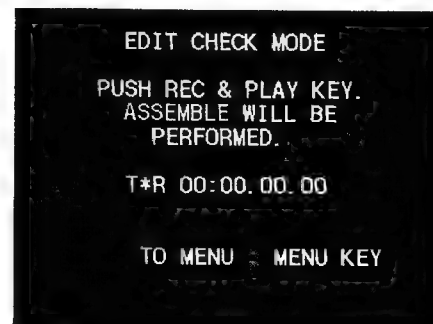 EDIT CHECK MODE
PUSH REC & PLAY KEY.
ASSEMBLE WILL BE
PERFORMED.
T*R 00:00.00.00
TO MENU : MENU KEY